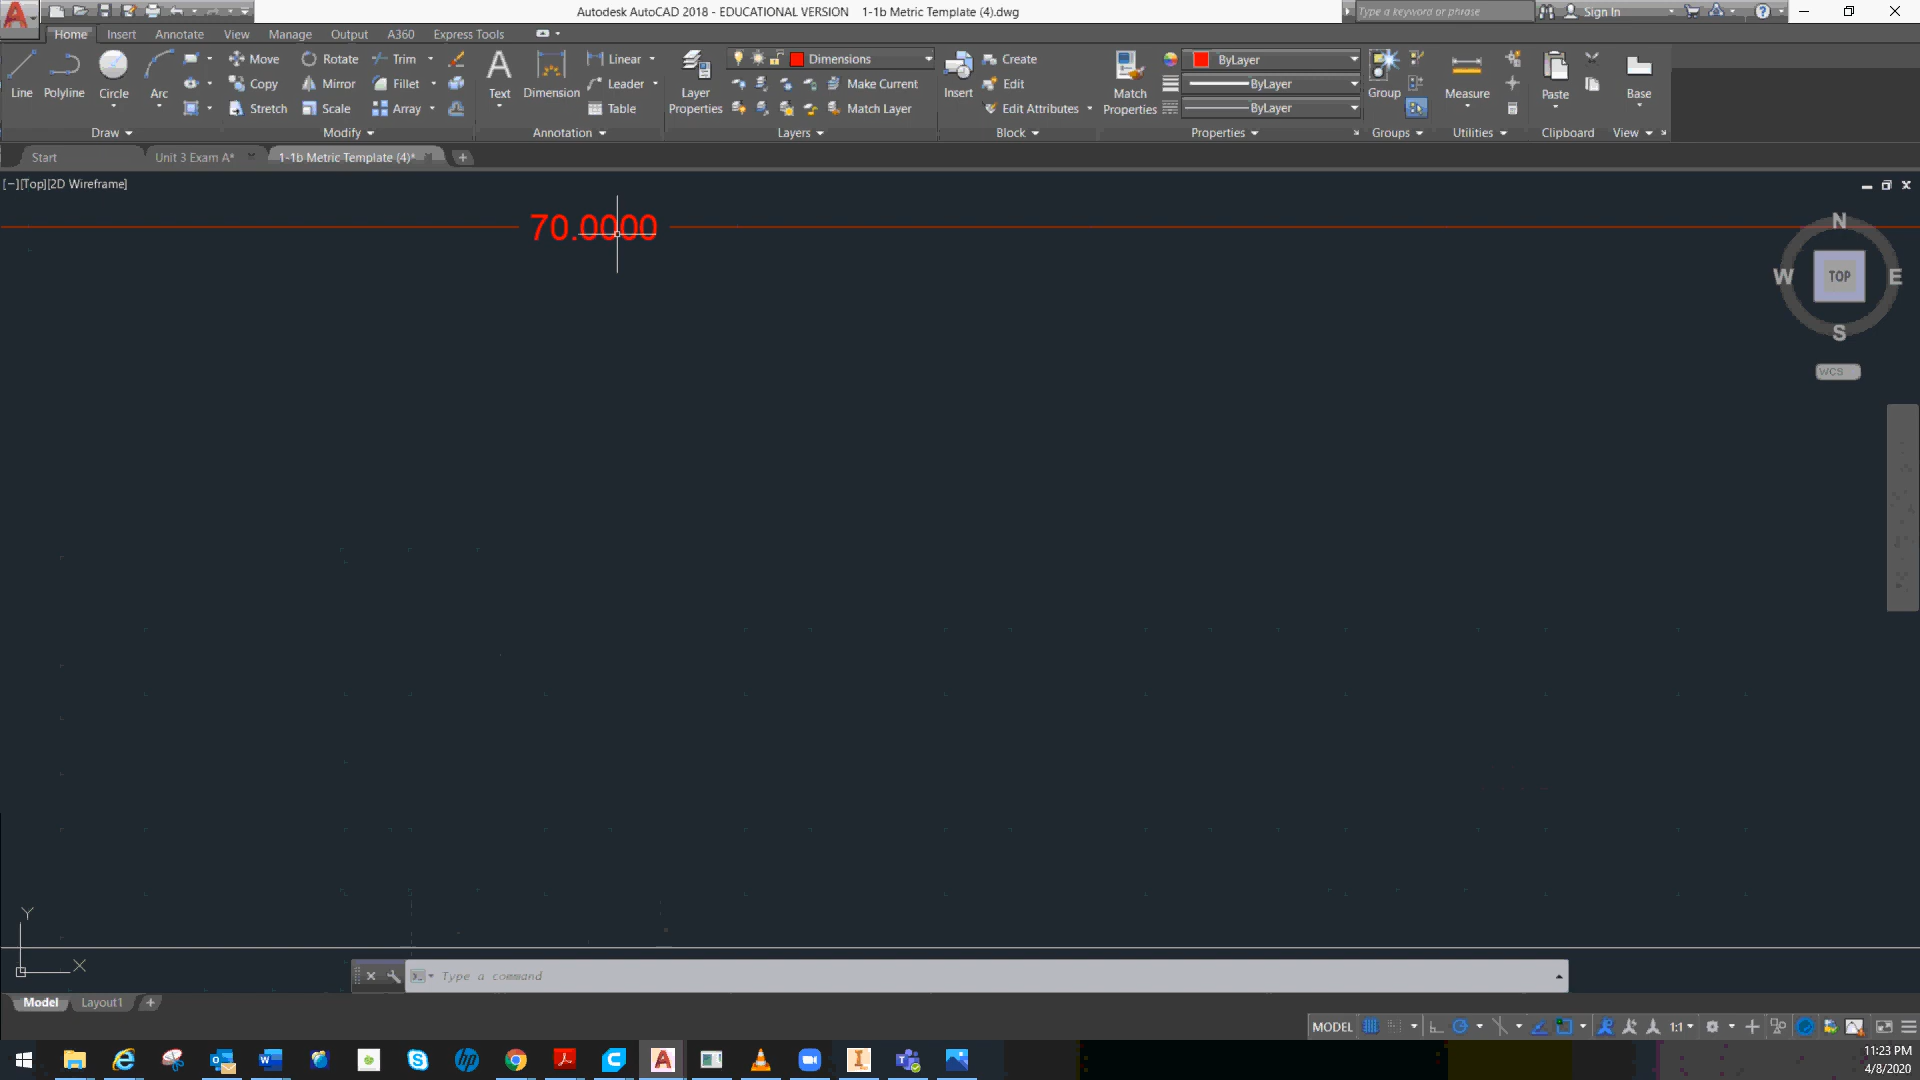 Autodesk AutoCAD 2018 - EDUCATIONAL VERSION 1-1b Metric Template (4).dwg
Type a keyword or phrase
Sign In
Home Insert Annotate View Manage Output A360 Express Tools
Line Polyline Circle Arc
Move Rotate Trim
Copy Mirror Fillet
Stretch Scale Array
Text Dimension
Linear
Leader
Table
Layer Properties
Dimensions
Make Current
Match Layer
Insert
Create
Edit
Edit Attributes
Match Properties
ByLayer
ByLayer
ByLayer
Group
Measure
Paste
Base
Draw Modify Annotation Layers Block Properties Groups Utilities Clipboard View
Start Unit 3 Exam A* 1-1b Metric Template (4)*
[−][Top][2D Wireframe]
70.0000
N
W TOP E
S
WCS
Y
X
Type a command
Model Layout1
MODEL 1:1
11:23 PM
4/8/2020